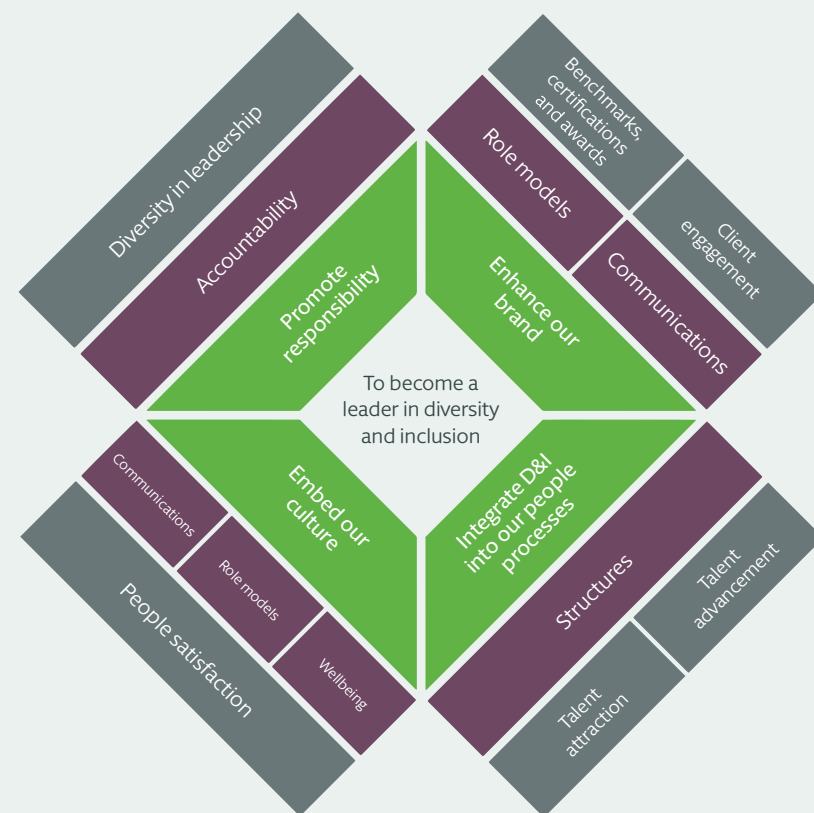 Diversity in leadership
Accountability
Promote
responsibility
Benchmarks,
certifications
and awards
Client
engagement
Role models
Communications
Enhance our
brand
To become a
leader in diversity
and inclusion
Embed our
culture
Communications
Role models
Wellbeing
People satisfaction
Integrate D&I
into our people
processes
Structures
Talent
advancement
Talent
attraction